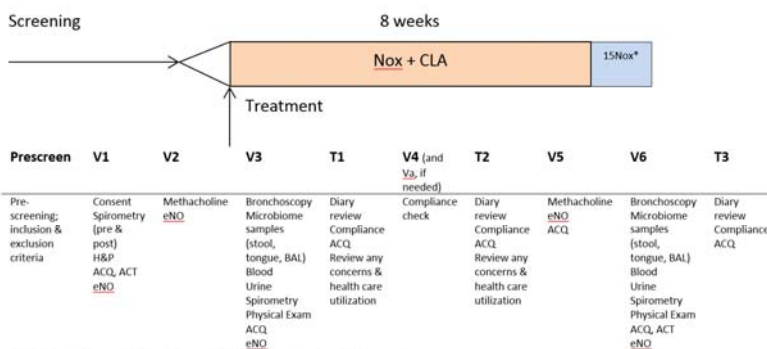 Screening
8 weeks
Nox + CLA
15Nox*
Treatment
Prescreen V1 V2 V3 T1 V4 (and Va, if needed) T2 V5 V6 T3
Pre-screening; inclusion & exclusion criteria
Consent
Spirometry
(pre &
post)
H&P
ACQ, ACT
eNO
Methacholine
eNO
Bronchoscopy
Microbiome
samples
(stool,
tongue, BAL)
Blood
Urine
Spirometry
Physical Exam
ACQ
eNO
Diary
review
Compliance
ACQ
Review any
concerns &
health care
utilization
Compliance
check
Diary
review
Compliance
ACQ
Review any
concerns &
health care
utilization
Methacholine
eNO
ACQ
Bronchoscopy
Microbiome
samples
(stool,
tongue, BAL)
Blood
Urine
Spirometry
Physical Exam
ACQ, ACT
eNO
Diary
review
Compliance
ACQ